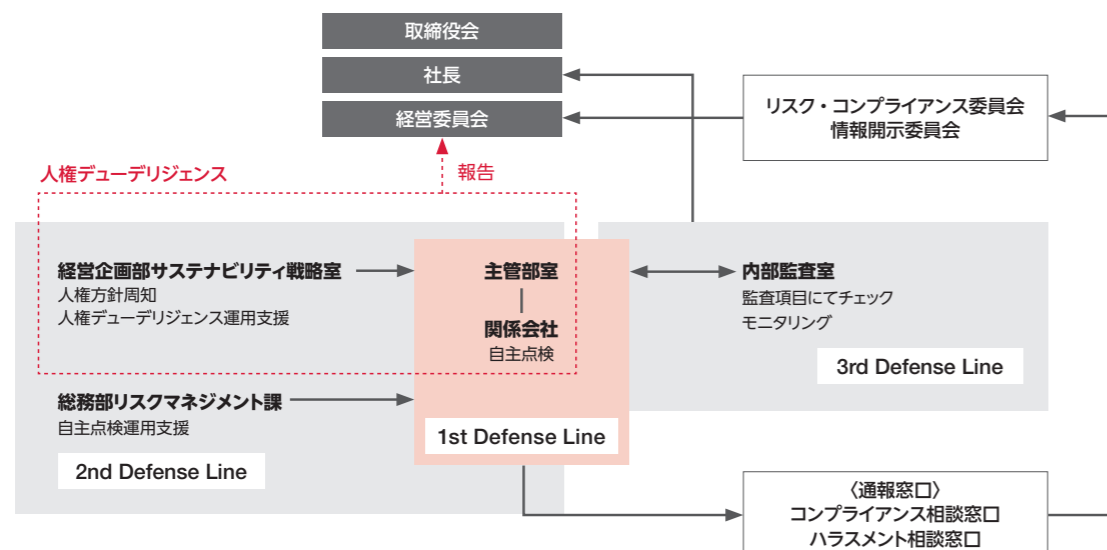 取締役会
社長
経営委員会
リスク・コンプライアンス委員会
情報開示委員会
人権デューデリジェンス
報告
経営企画部サステナビリティ戦略室
人権方針周知
人権デューデリジェンス運用支援
主管部室
関係会社
自主点検
内部監査室
監査項目にてチェック
モニタリング
3rd Defense Line
総務部リスクマネジメント課
自主点検運用支援
1st Defense Line
2nd Defense Line
〈通報窓口〉
コンプライアンス相談窓口
ハラスメント相談窓口